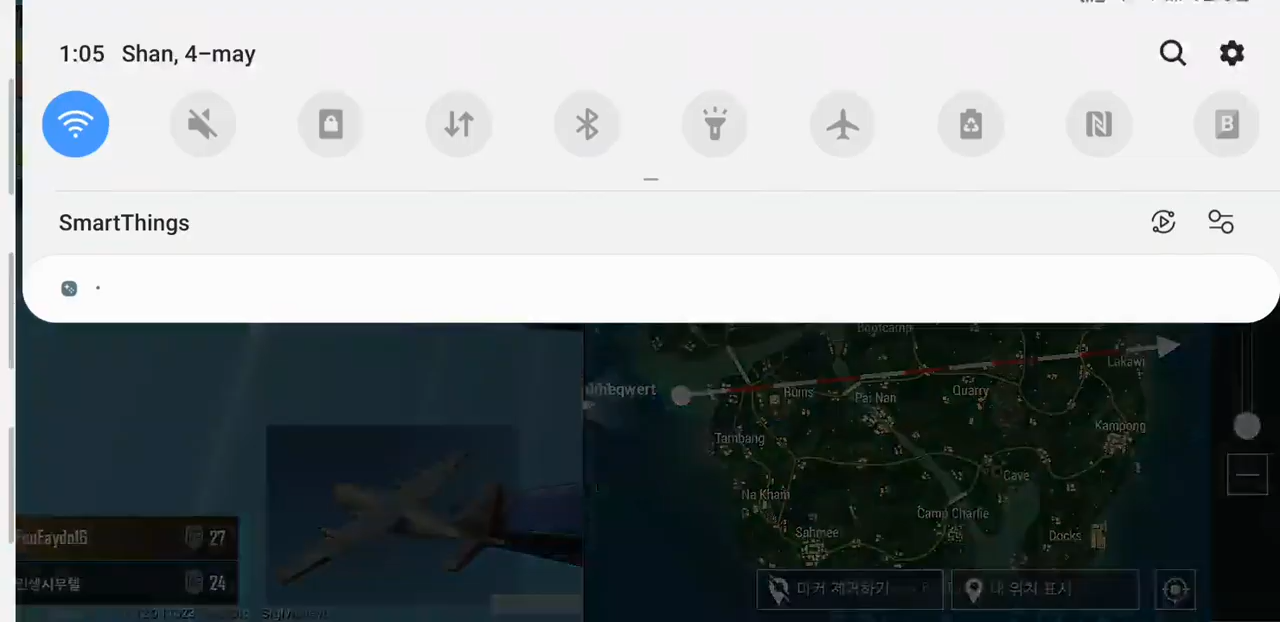 1:05 Shan, 4-may
B
SmartThings
Bootcamp
Lakawi
Ruins
Quarry
Pai Nan
Kampong
Tambang
Cave
Na Kham
Camp Charlie
Sahmee
Docks
27
24
마커 제거하기
내 위치 표시